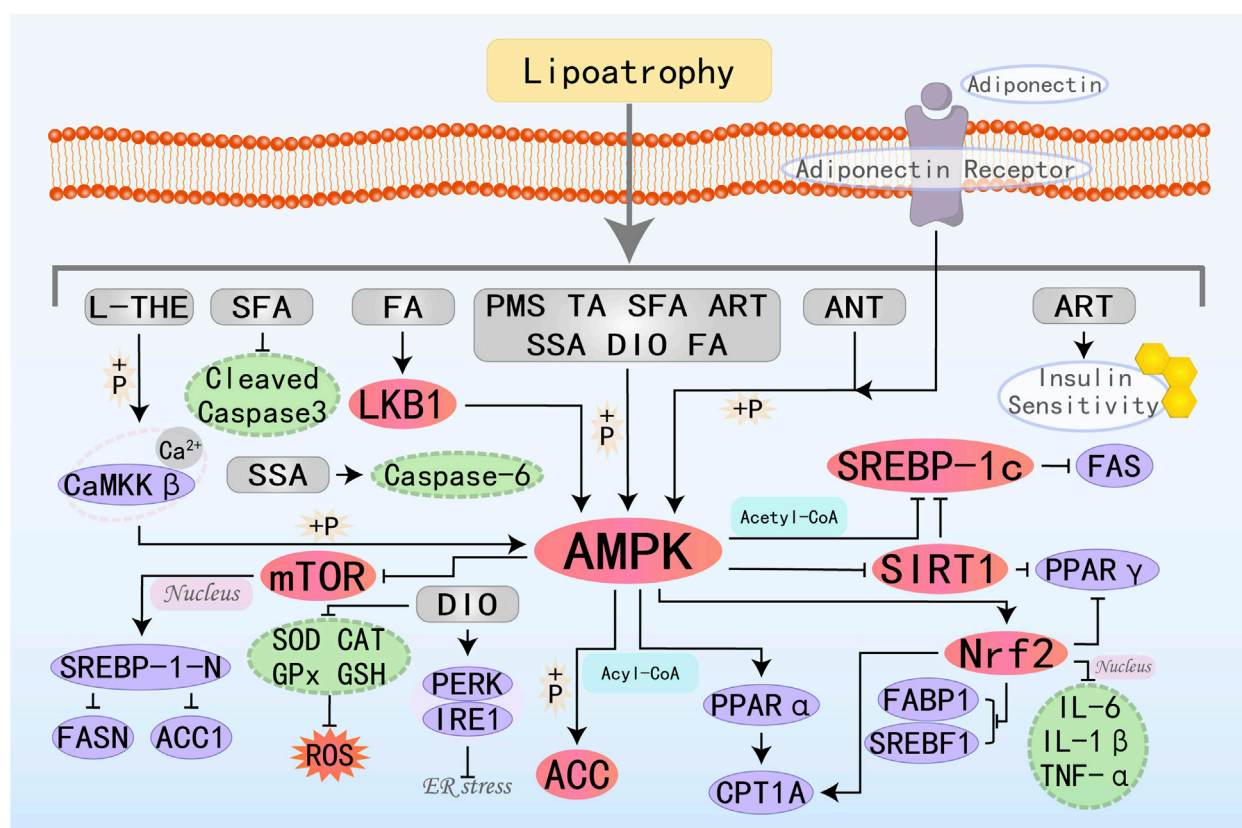 Lipoatrophy
Adiponectin
Adiponectin Receptor
L-THE
SFA
FA
PMS TA SFA ART
SSA DIO FA
ANT
ART
+
P
Cleaved
Caspase3
LKB1
+
P
+P
Insulin
Sensitivity
Ca2+
CaMKK β
SSA
Caspase-6
SREBP-1c
FAS
+P
Acetyl-CoA
AMPK
mTOR
SIRT1
PPAR γ
Nucleus
DIO
SOD CAT
GPx GSH
Nrf2
Nucleus
SREBP-1-N
PERK
IRE1
+
P
Acyl-CoA
PPAR α
FABP1
SREBF1
IL-6
IL-1 β
TNF- α
FASN
ACC1
ROS
ER stress
ACC
CPT1A